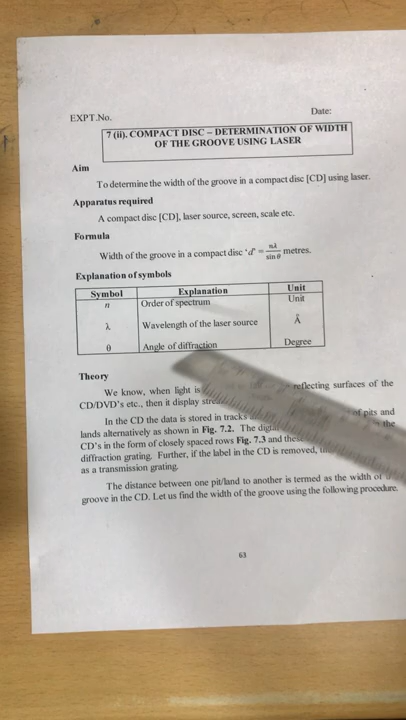 EXPT.No. Date:
7 (ii). COMPACT DISC – DETERMINATION OF WIDTH
OF THE GROOVE USING LASER
Aim
To determine the width of the groove in a compact disc [CD] using laser.
Apparatus required
A compact disc [CD], laser source, screen, scale etc.
Formula
Width of the groove in a compact disc 'd' = nλ / sin θ metres.
Explanation of symbols
Symbol Explanation Unit
n Order of spectrum Unit
λ Wavelength of the laser source Å
θ Angle of diffraction Degree
Theory
We know, when light is reflecting surfaces of the
CD/DVD's etc., then it display
In the CD the data is stored in tracks of pits and
lands alternatively as shown in Fig. 7.2. The the
CD's in the form of closely spaced rows Fig. 7.3 and
diffraction grating. Further, if the label in the CD is removed,
as a transmission grating.
The distance between one pit/land to another is termed as the width of
groove in the CD. Let us find the width of the groove using the following procedure.
63